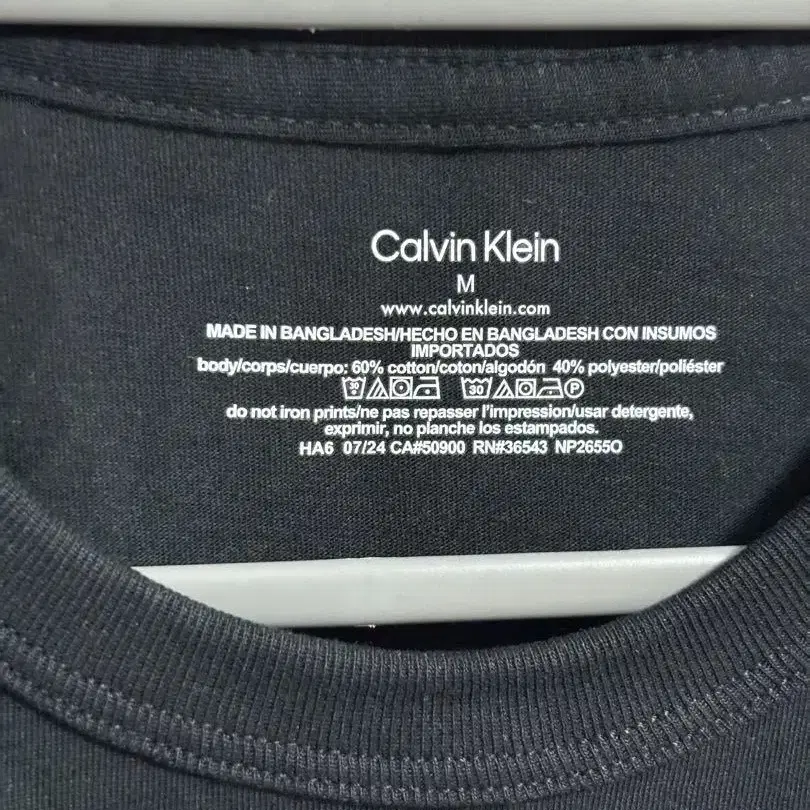 Calvin Klein
M
www.calvinklein.com
MADE IN BANGLADESH/HECHO EN BANGLADESH CON INSUMOS
IMPORTADOS
body/corps/cuerpo: 60% cotton/coton/algodón 40% polyester/poliéster
30 30 P
do not iron prints/ne pas repasser l'impression/usar detergente,
exprimir, no planche los estampados.
HA6 07/24 CA#50900 RN#36543 NP2655O